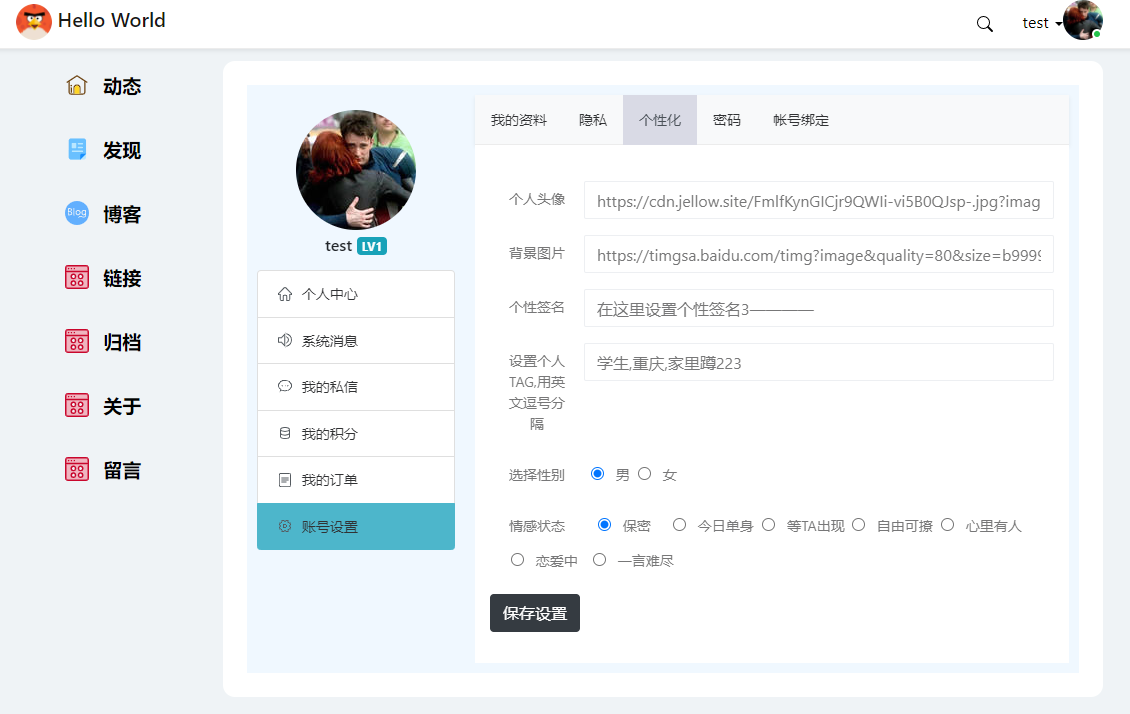 Hello World
test
动态
发现
Blog
博客
链接
归档
关于
留言
test LV1
个人中心
系统消息
我的私信
我的积分
我的订单
账号设置
我的资料 隐私 个性化 密码 帐号绑定
个人头像 https://cdn.jellow.site/FmIfKynGICjr9QWIi-vi5B0QJsp-.jpg?imag
背景图片 https://timgsa.baidu.com/timg?image&quality=80&size=b9999
个性签名 在这里设置个性签名3————
设置个人 学生,重庆,家里蹲223
TAG,用英
文逗号分
隔
选择性别 男 女
情感状态 保密 今日单身 等TA出现 自由可撩 心里有人
恋爱中 一言难尽
保存设置